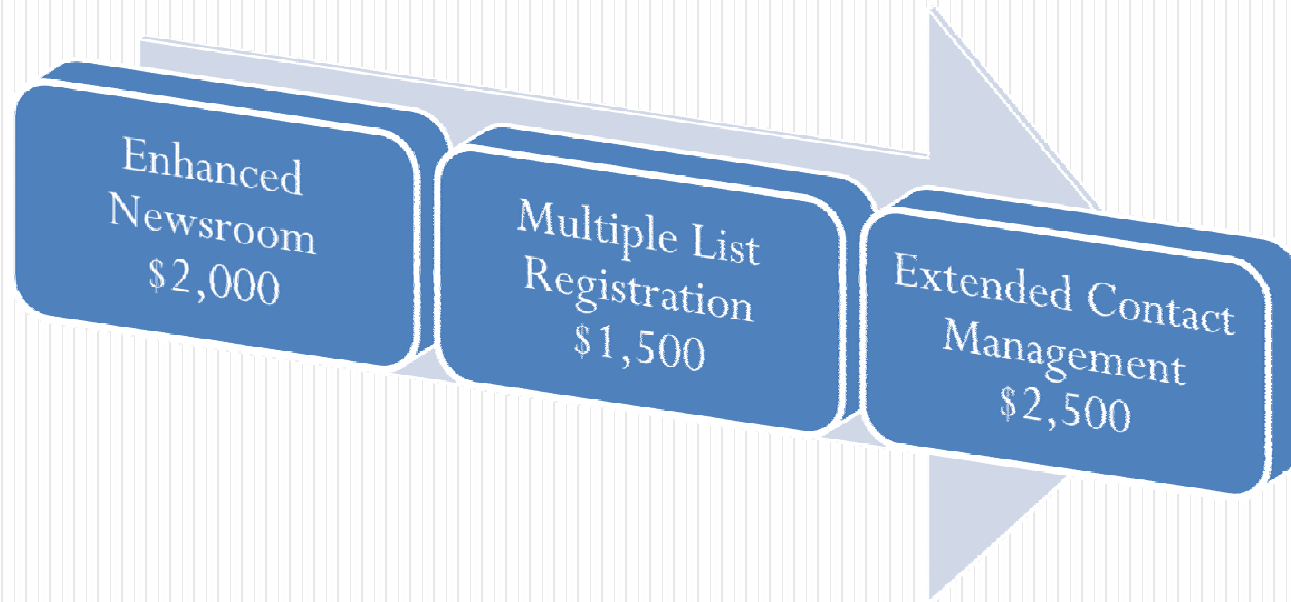 Enhanced
Newsroom
$2,000
Multiple List
Registration
$1,500
Extended Contact
Management
$2,500